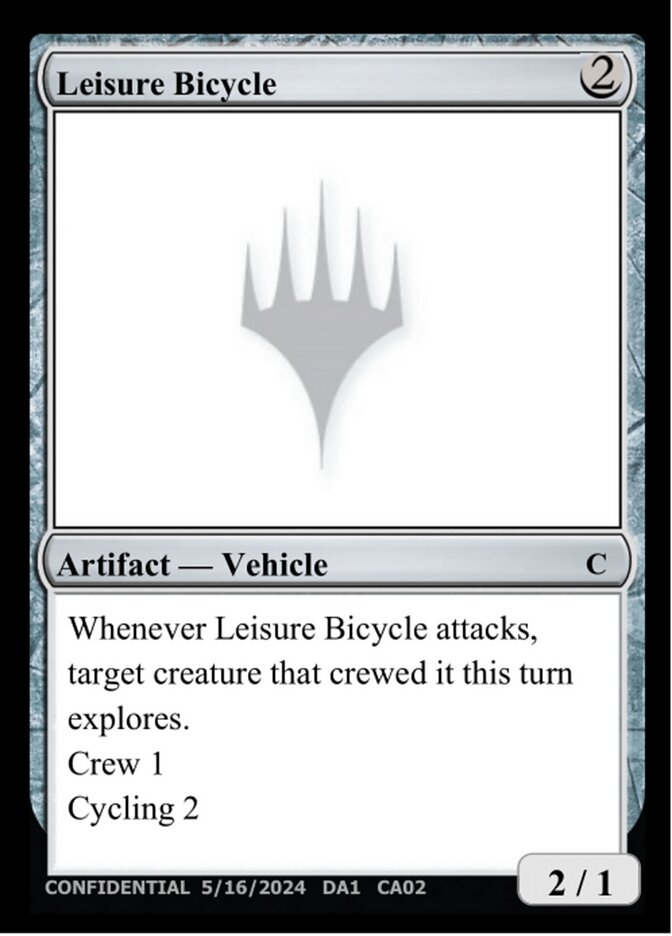 Leisure Bicycle 2
Artifact — Vehicle C
Whenever Leisure Bicycle attacks,
target creature that crewed it this turn
explores.
Crew 1
Cycling 2
CONFIDENTIAL 5/16/2024 DA1 CA02
2 / 1